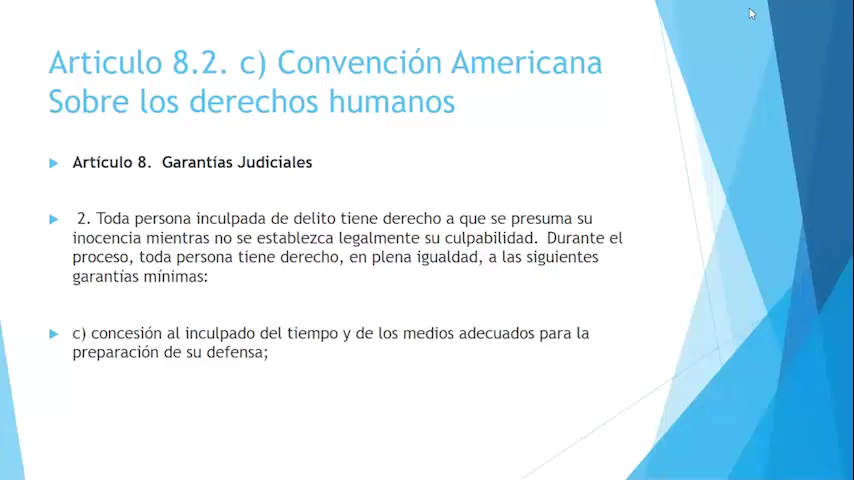 Articulo 8.2. c) Convención Americana
Sobre los derechos humanos
Artículo 8. Garantías Judiciales
2. Toda persona inculpada de delito tiene derecho a que se presuma su
inocencia mientras no se establezca legalmente su culpabilidad. Durante el
proceso, toda persona tiene derecho, en plena igualdad, a las siguientes
garantías mínimas:
c) concesión al inculpado del tiempo y de los medios adecuados para la
preparación de su defensa;